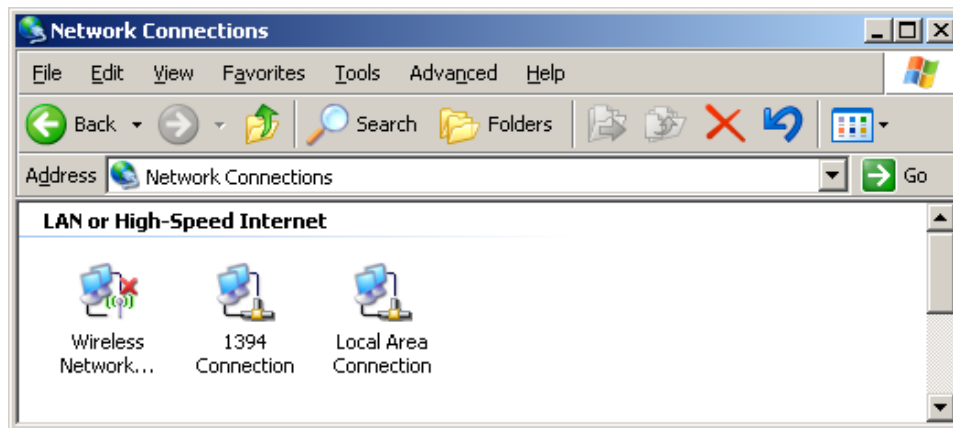 Network Connections
File Edit View Favorites Tools Advanced Help
Back Search Folders
Address Network Connections Go
LAN or High-Speed Internet
Wireless Network... 1394 Connection Local Area Connection